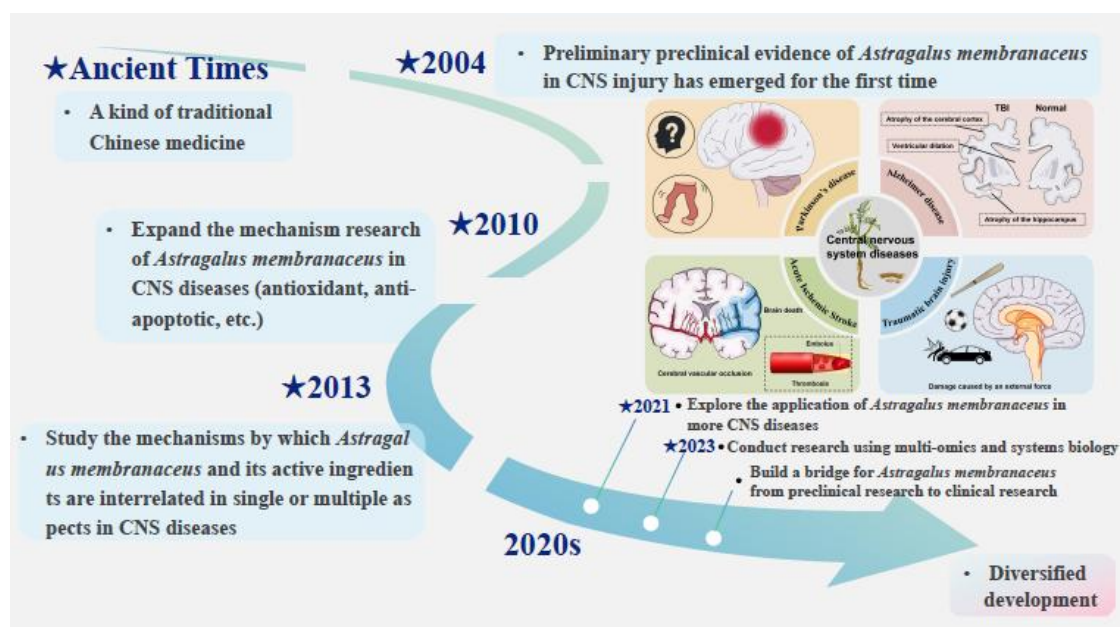 ★Ancient Times
• A kind of traditional
Chinese medicine
★2004
• Preliminary preclinical evidence of Astragalus membranaceus
in CNS injury has emerged for the first time
★2010
• Expand the mechanism research
of Astragalus membranaceus in
CNS diseases (antioxidant, anti-
apoptotic, etc.)
★2013
• Study the mechanisms by which Astragal
us membranaceus and its active ingredien
ts are interrelated in single or multiple as
pects in CNS diseases
?
Parkinson's disease
TBI Normal
Atrophy of the cerebral cortex
Ventricular dilation
Atrophy of the hippocampus
Alzheimer disease
Central nervous
system diseases
Acute Ischemic Stroke
Brain death
Embolus
Thrombosis
Cerebral vascular occlusion
Traumatic brain injury
Damage caused by an external force
★2021 • Explore the application of Astragalus membranaceus in
more CNS diseases
★2023 • Conduct research using multi-omics and systems biology
• Build a bridge for Astragalus membranaceus
from preclinical research to clinical research
2020s
• Diversified
development